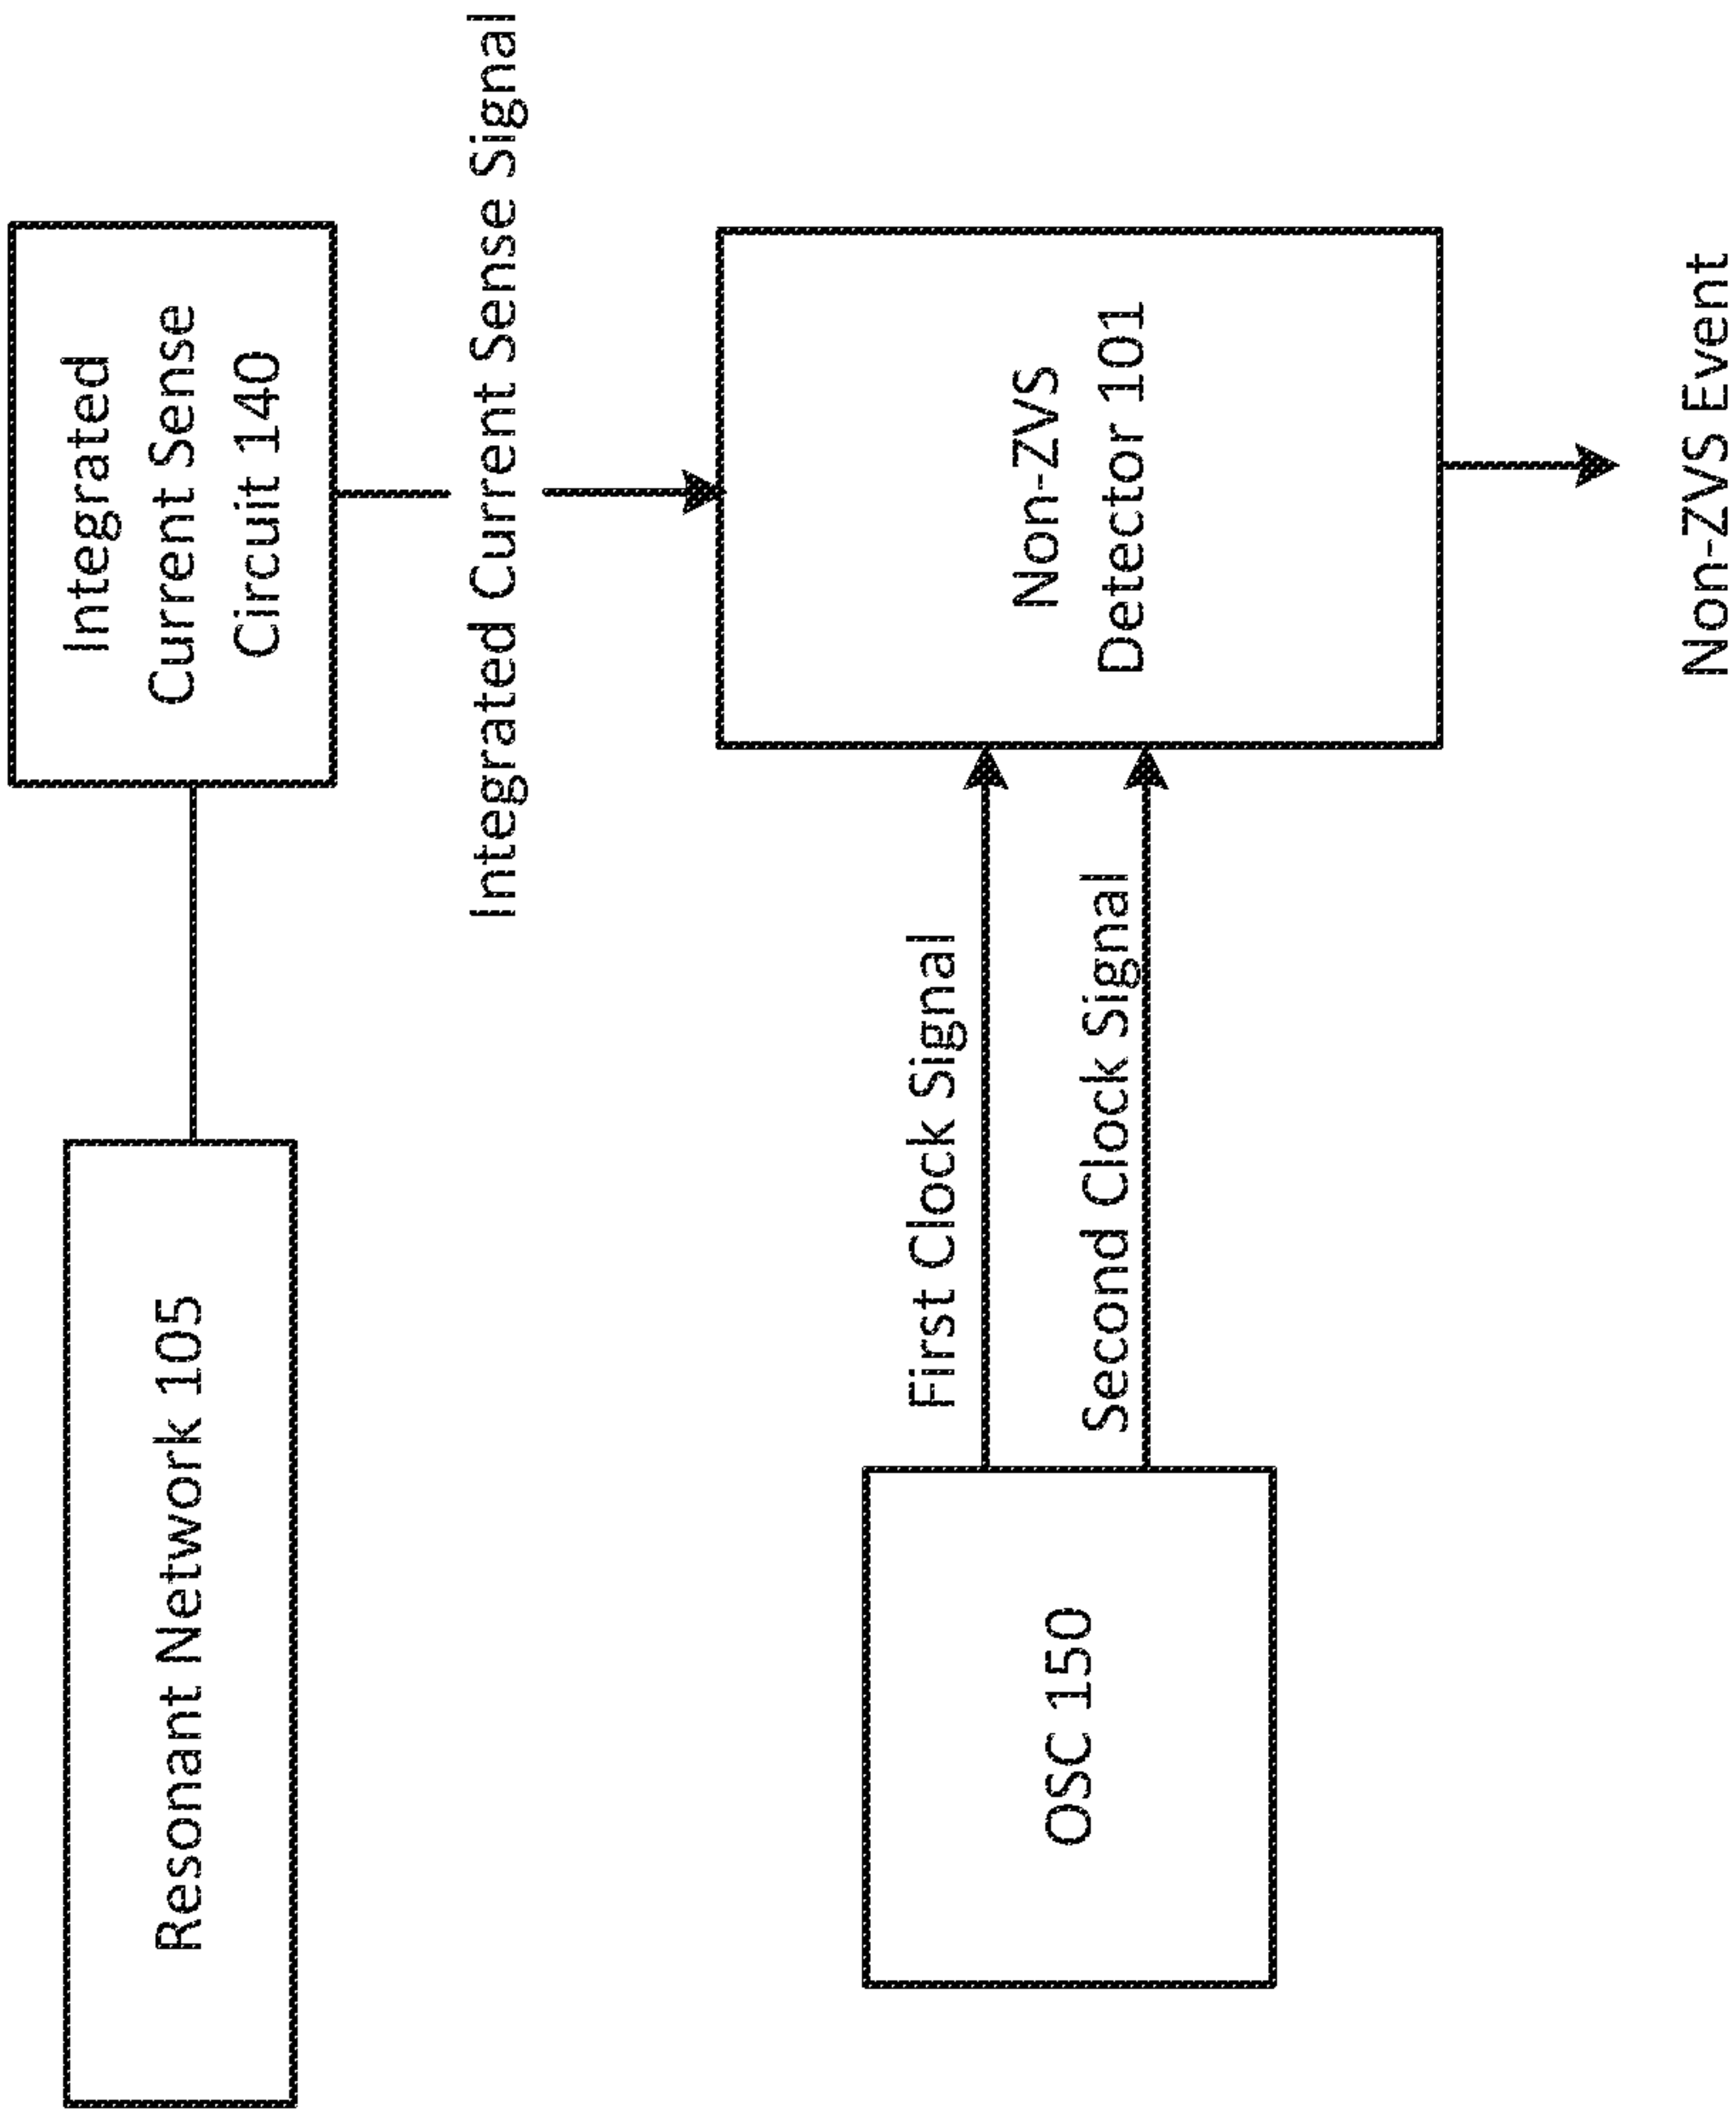 Resonant Network 105
Integrated
Current Sense
Circuit 140
Integrated Current Sense Signal
First Clock Signal
Second Clock Signal
OSC 150
Non-ZVS
Detector 101
Non-ZVS Event